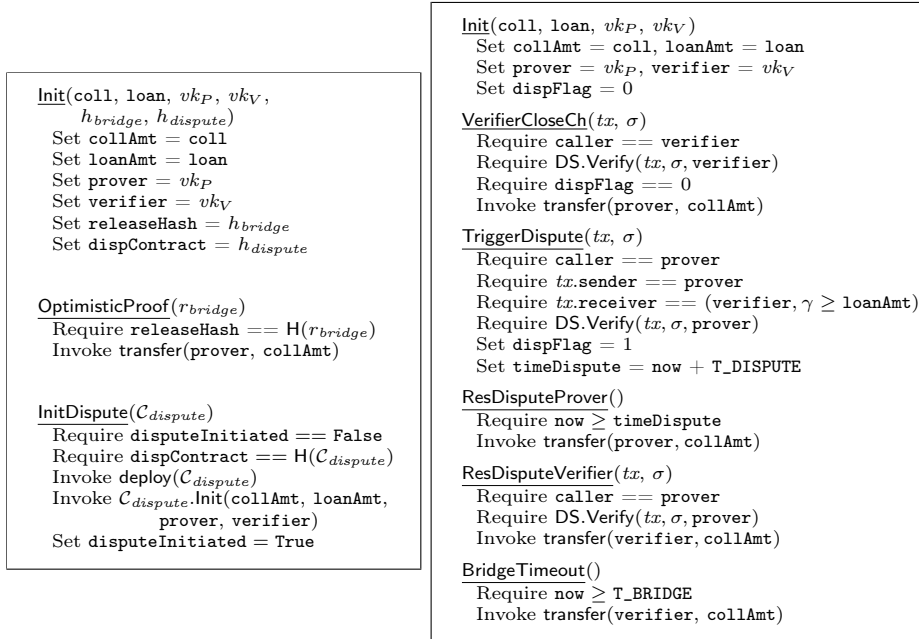 Init(coll, loan, vk_P, vk_V,
h_bridge, h_dispute)
Set collAmt = coll
Set loanAmt = loan
Set prover = vk_P
Set verifier = vk_V
Set releaseHash = h_bridge
Set dispContract = h_dispute
OptimisticProof(r_bridge)
Require releaseHash == H(r_bridge)
Invoke transfer(prover, collAmt)
InitDispute(𝒞_dispute)
Require disputeInitiated == False
Require dispContract == H(𝒞_dispute)
Invoke deploy(𝒞_dispute)
Invoke 𝒞_dispute.Init(collAmt, loanAmt,
prover, verifier)
Set disputeInitiated = True
Init(coll, loan, vk_P, vk_V)
Set collAmt = coll, loanAmt = loan
Set prover = vk_P, verifier = vk_V
Set dispFlag = 0
VerifierCloseCh(tx, σ)
Require caller == verifier
Require DS.Verify(tx, σ, verifier)
Require dispFlag == 0
Invoke transfer(prover, collAmt)
TriggerDispute(tx, σ)
Require caller == prover
Require tx.sender == prover
Require tx.receiver == (verifier, γ ≥ loanAmt)
Require DS.Verify(tx, σ, prover)
Set dispFlag = 1
Set timeDispute = now + T_DISPUTE
ResDisputeProver()
Require now ≥ timeDispute
Invoke transfer(prover, collAmt)
ResDisputeVerifier(tx, σ)
Require caller == prover
Require DS.Verify(tx, σ, prover)
Invoke transfer(verifier, collAmt)
BridgeTimeout()
Require now ≥ T_BRIDGE
Invoke transfer(verifier, collAmt)